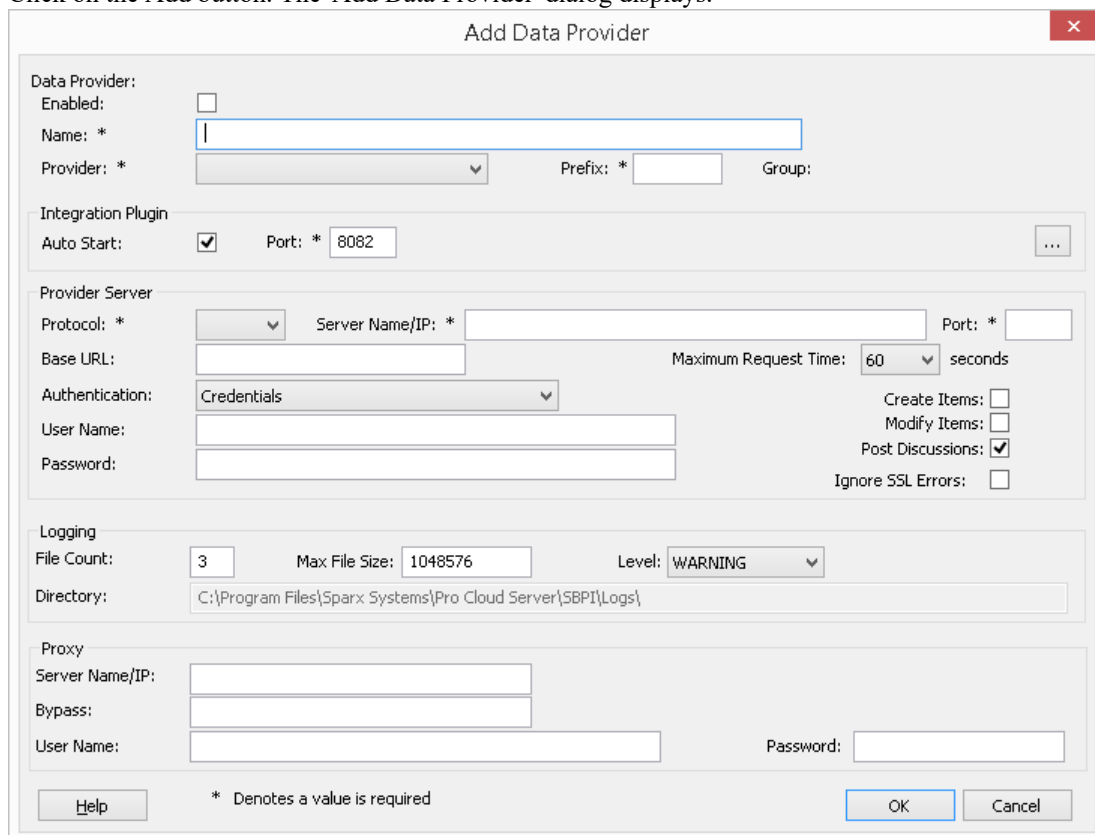 Click on the Add button. The 'Add Data Provider' dialog displays.
Add Data Provider
Data Provider:
Enabled:
Name: *
Provider: * Prefix: * Group:
Integration Plugin
Auto Start: Port: * 8082 ...
Provider Server
Protocol: * Server Name/IP: * Port: *
Base URL: Maximum Request Time: 60 seconds
Authentication: Credentials Create Items:
User Name: Modify Items:
Post Discussions:
Password:
Ignore SSL Errors:
Logging
File Count: 3 Max File Size: 1048576 Level: WARNING
Directory: C:\Program Files\Sparx Systems\Pro Cloud Server\SBPI\Logs\
Proxy
Server Name/IP:
Bypass:
User Name: Password:
Help * Denotes a value is required OK Cancel